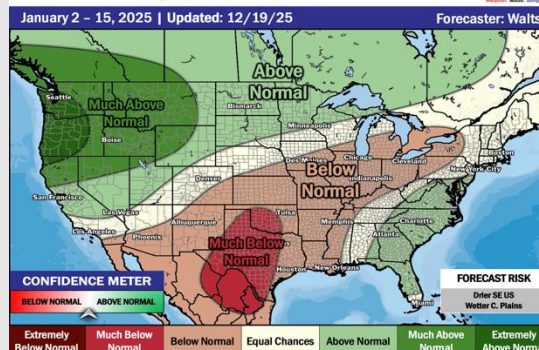 January 2 – 15, 2025 | Updated: 12/19/25
Forecaster: Walts
Above
Normal
Seattle
Much Above
Normal
Bismarck
Boise
Minneapolis
Boston
Des Moines
Chicago
Cleveland
New York City
Denver
Below
Normal
Indianapolis
San Francisco
Las Vegas
Los Angeles
Albuquerque
Phoenix
Tulsa
Memphis
Charlotte
Atlanta
Much Below
Normal
Houston
New Orleans
Miami
CONFIDENCE METER
BELOW NORMAL
ABOVE NORMAL
FORECAST RISK
Drier SE US
Wetter C. Plains
Extremely
Below Normal
Much Below
Normal
Below Normal
Equal Chances
Above Normal
Much Above
Normal
Extremely
Above Norm